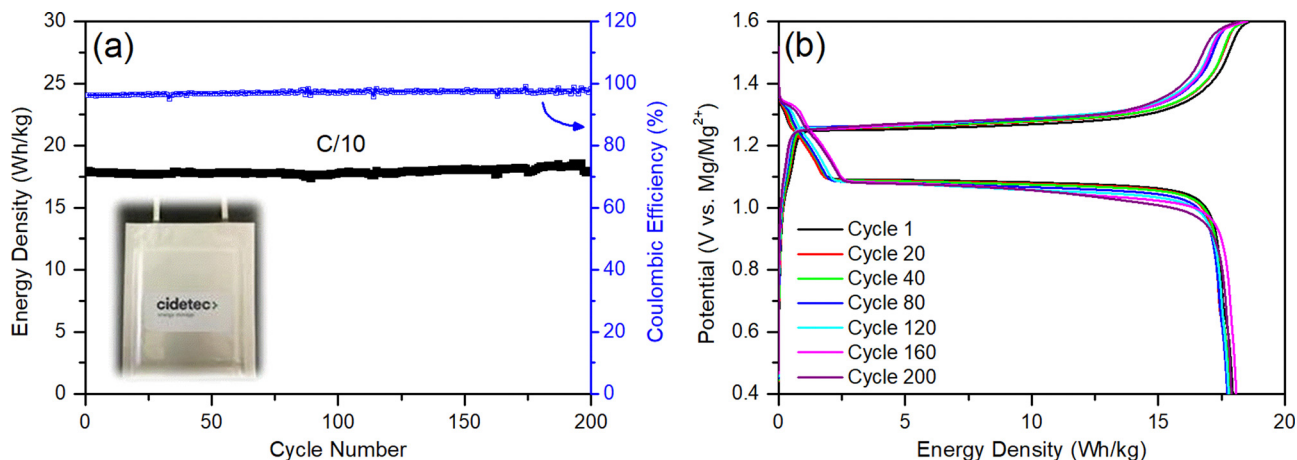 (a)
30
25
20
15
10
5
0
Energy Density (Wh/kg)
120
100
80
60
40
20
0
Coulombic Efficiency (%)
C/10
cidetec>
energy storage
0
50
100
150
200
Cycle Number
(b)
1.6
1.4
1.2
1.0
0.8
0.6
0.4
Potential (V vs. Mg/Mg²⁺)
Cycle 1
Cycle 20
Cycle 40
Cycle 80
Cycle 120
Cycle 160
Cycle 200
0
5
10
15
20
Energy Density (Wh/kg)